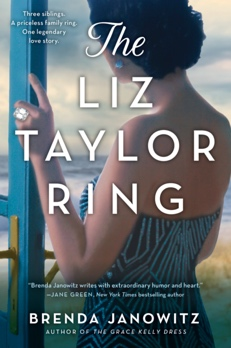 Three siblings.
A priceless family ring.
One legendary
love story.
The
LIZ
TAYLOR
RING
"Brenda Janowitz writes with extraordinary humor and heart."
—JANE GREEN, New York Times bestselling author
BRENDA JANOWITZ
AUTHOR OF THE GRACE KELLY DRESS